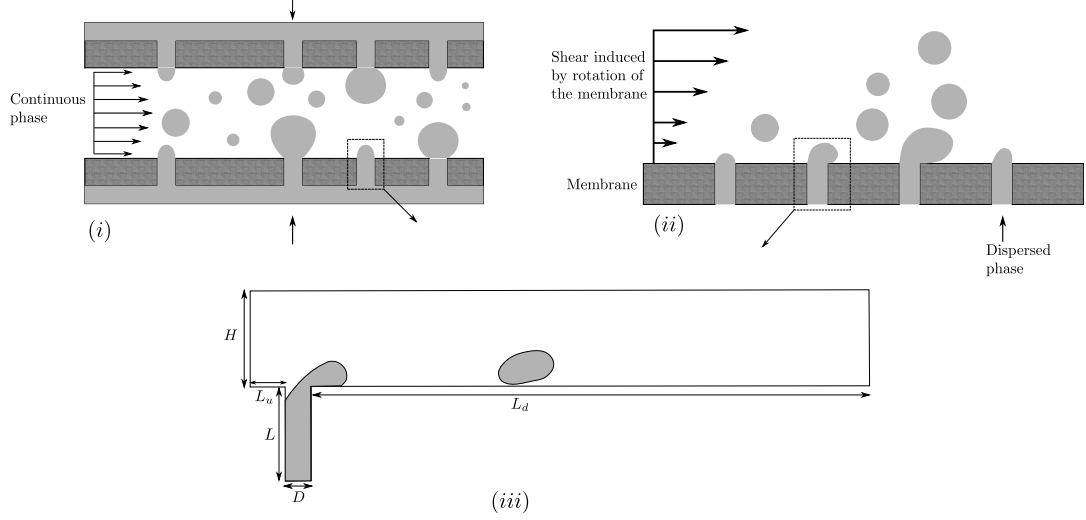 Continuous
phase
(i)
Shear induced
by rotation of
the membrane
Membrane
(ii)
Dispersed
phase
H
L_u
L
D
L_d
(iii)